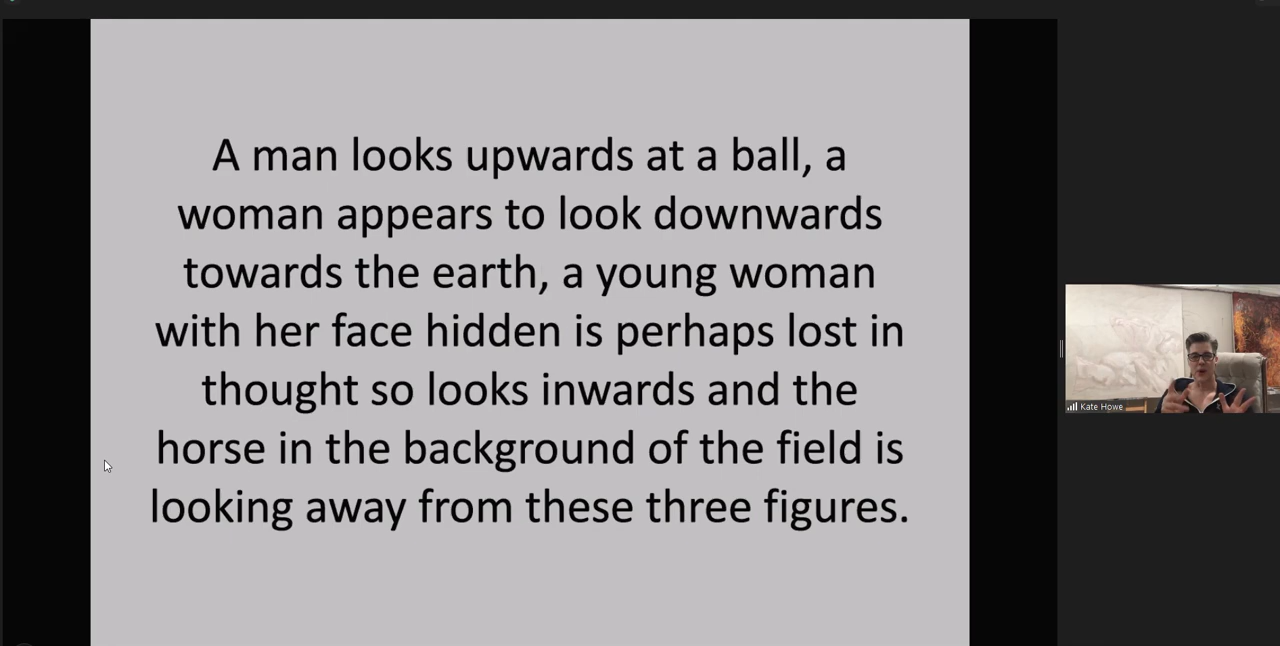 A man looks upwards at a ball, a
woman appears to look downwards
towards the earth, a young woman
with her face hidden is perhaps lost in
thought so looks inwards and the
horse in the background of the field is
looking away from these three figures.
Kate Howe